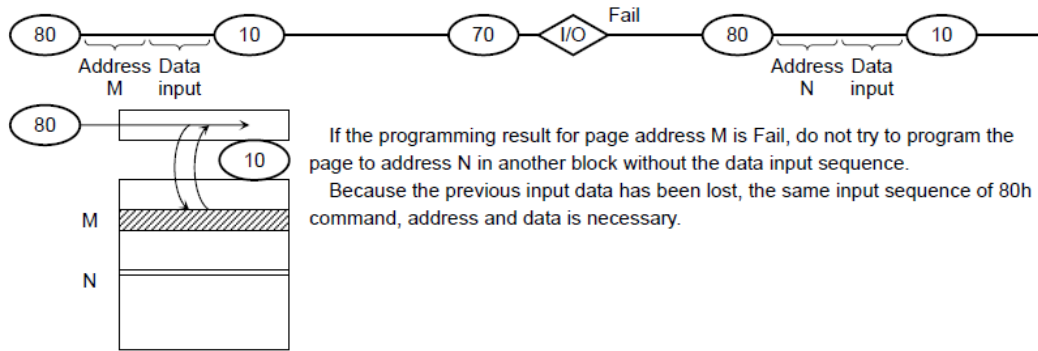 Fail
80 10 70 I/O 80 10
Address Data Address Data
M input N input
80
If the programming result for page address M is Fail, do not try to program the
10
page to address N in another block without the data input sequence.
Because the previous input data has been lost, the same input sequence of 80h
M
command, address and data is necessary.
N